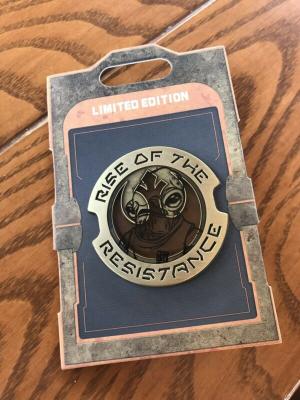 LIMITED EDITION
RISE OF THE
RESISTANCE